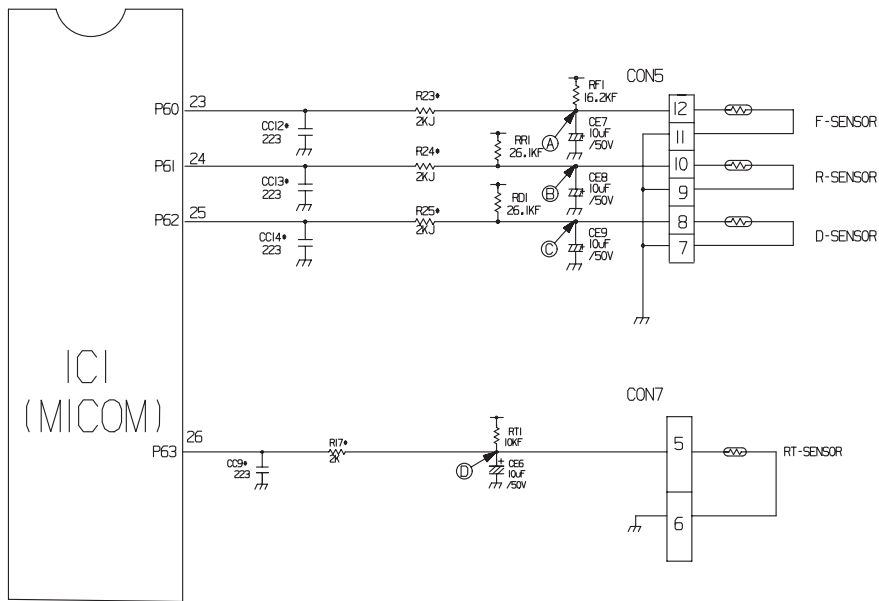 CON5
RF1
16.2KF
P60 23
R23*
2KJ
12
F-SENSOR
CC12*
223
A
CE7
10uF
/50V
11
RR1
26.1KF
P61 24
R24*
2KJ
10
R-SENSOR
CC13*
223
B
CE8
10uF
/50V
9
RD1
26.1KF
P62 25
R25*
2KJ
8
D-SENSOR
CC14*
223
C
CE9
10uF
/50V
7
IC1
(MICOM)
CON7
P63 26
R17*
2K
RT1
10KF
5
RT-SENSOR
CC9*
223
D
CE6
10uF
/50V
6